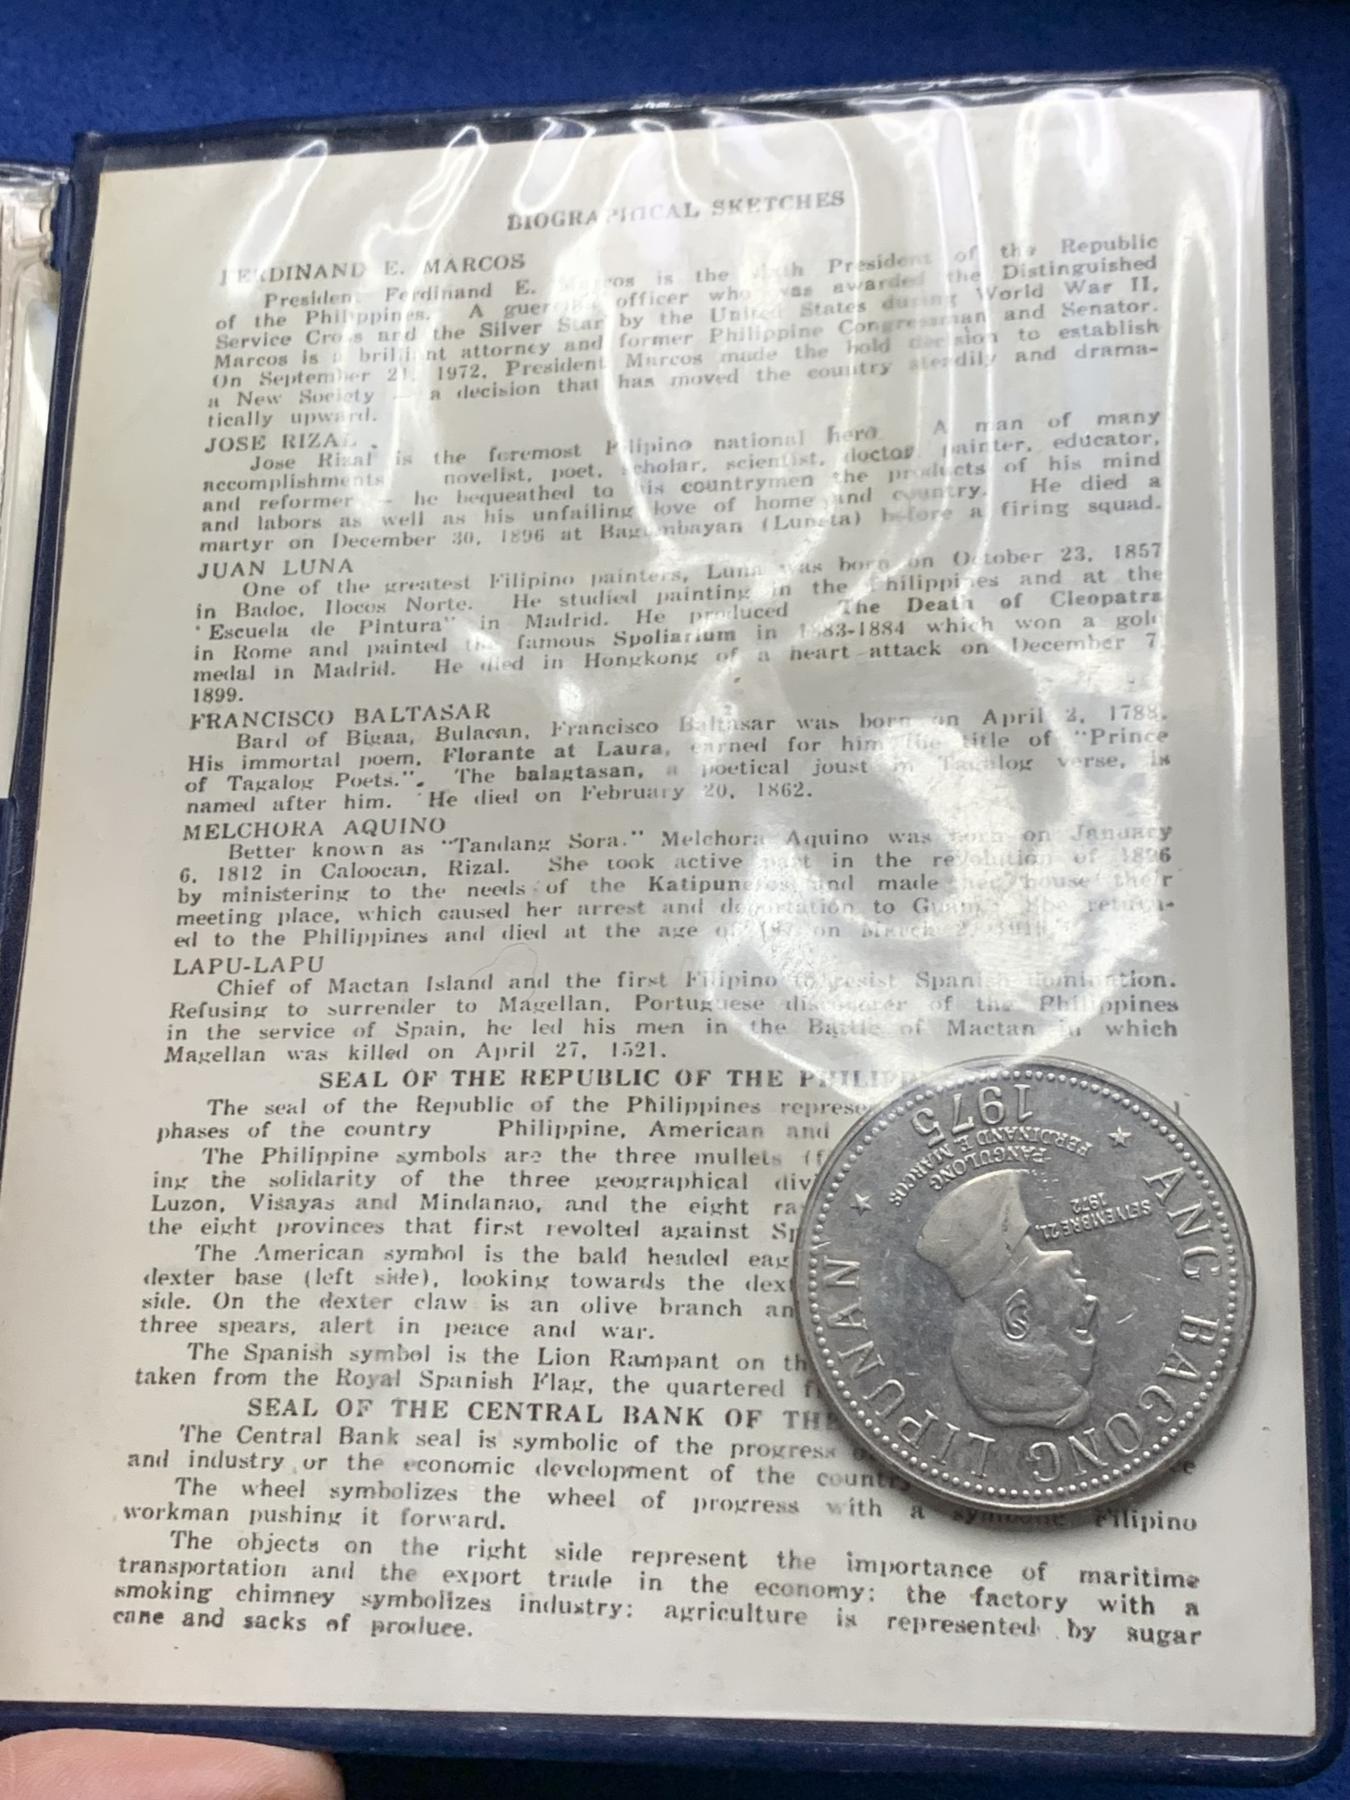 BIOGRAPHICAL SKETCHES
FERDINAND E. MARCOS
President Ferdinand E. Marcos is the President of the Republic
of the Philippines. A guerrilla officer who was awarded the Distinguished
Service Cross and the Silver Star by the United States during World War II,
Marcos is a brilliant attorney and former Philippine Congressman and Senator.
On September 21, 1972, President Marcos made the bold decision to establish
a New Society — a decision that has moved the country steadily and drama-
tically upward.
JOSE RIZAL
Jose Rizal is the foremost Filipino national hero. A man of many
accomplishments novelist, poet, scholar, scientist, doctor, painter, educator,
and reformer — he bequeathed to his countrymen the products of his mind
and labors as well as his unfailing love of home and country. He died a
martyr on December 30, 1896 at Bagumbayan (Luneta) before a firing squad.
JUAN LUNA
One of the greatest Filipino painters, Luna was born on October 23, 1857
in Badoc, Ilocos Norte. He studied painting in the Philippines and at the
"Escuela de Pintura" in Madrid. He produced The Death of Cleopatra
in Rome and painted the famous Spoliarium in 1883-1884 which won a gold
medal in Madrid. He died in Hongkong of a heart attack on December 7,
1899.
FRANCISCO BALTASAR
Bard of Bigaa, Bulacan, Francisco Baltasar was born on April 2, 1788.
His immortal poem, Florante at Laura, earned for him the title of "Prince
of Tagalog Poets.". The balagtasan, a poetical joust in Tagalog verse, is
named after him. He died on February 20, 1862.
MELCHORA AQUINO
Better known as "Tandang Sora." Melchora Aquino was born on January
6, 1812 in Caloocan, Rizal. She took active part in the revolution of 1896
by ministering to the needs of the Katipuneros and made her house their
meeting place, which caused her arrest and deportation to Guam. She return-
ed to the Philippines and died at the age of on March
LAPU-LAPU
Chief of Mactan Island and the first Filipino to resist Spanish domination.
Refusing to surrender to Magellan, Portuguese discoverer of the Philippines
in the service of Spain, he led his men in the Battle of Mactan in which
Magellan was killed on April 27, 1521.
SEAL OF THE REPUBLIC OF THE PHILIPP
The seal of the Republic of the Philippines represe
phases of the country Philippine, American and
The Philippine symbols are the three mullets (f
ing the solidarity of the three geographical divi
Luzon, Visayas and Mindanao, and the eight ra
the eight provinces that first revolted against Sp
The American symbol is the bald headed eag
dexter base (left side), looking towards the dext
side. On the dexter claw is an olive branch an
three spears, alert in peace and war.
The Spanish symbol is the Lion Rampant on th
taken from the Royal Spanish Flag, the quartered f
SEAL OF THE CENTRAL BANK OF THE
The Central Bank seal is symbolic of the progress
and industry or the economic development of the country
The wheel symbolizes the wheel of progress with a symbolic Filipino
workman pushing it forward.
The objects on the right side represent the importance of maritime
transportation and the export trade in the economy; the factory with a
smoking chimney symbolizes industry; agriculture is represented by sugar
cane and sacks of produce.
ANG BAGONG LIPUNAN
SETYEMBRE 21
1972
PANGULONG
FERDINAND E. MARCOS
1975